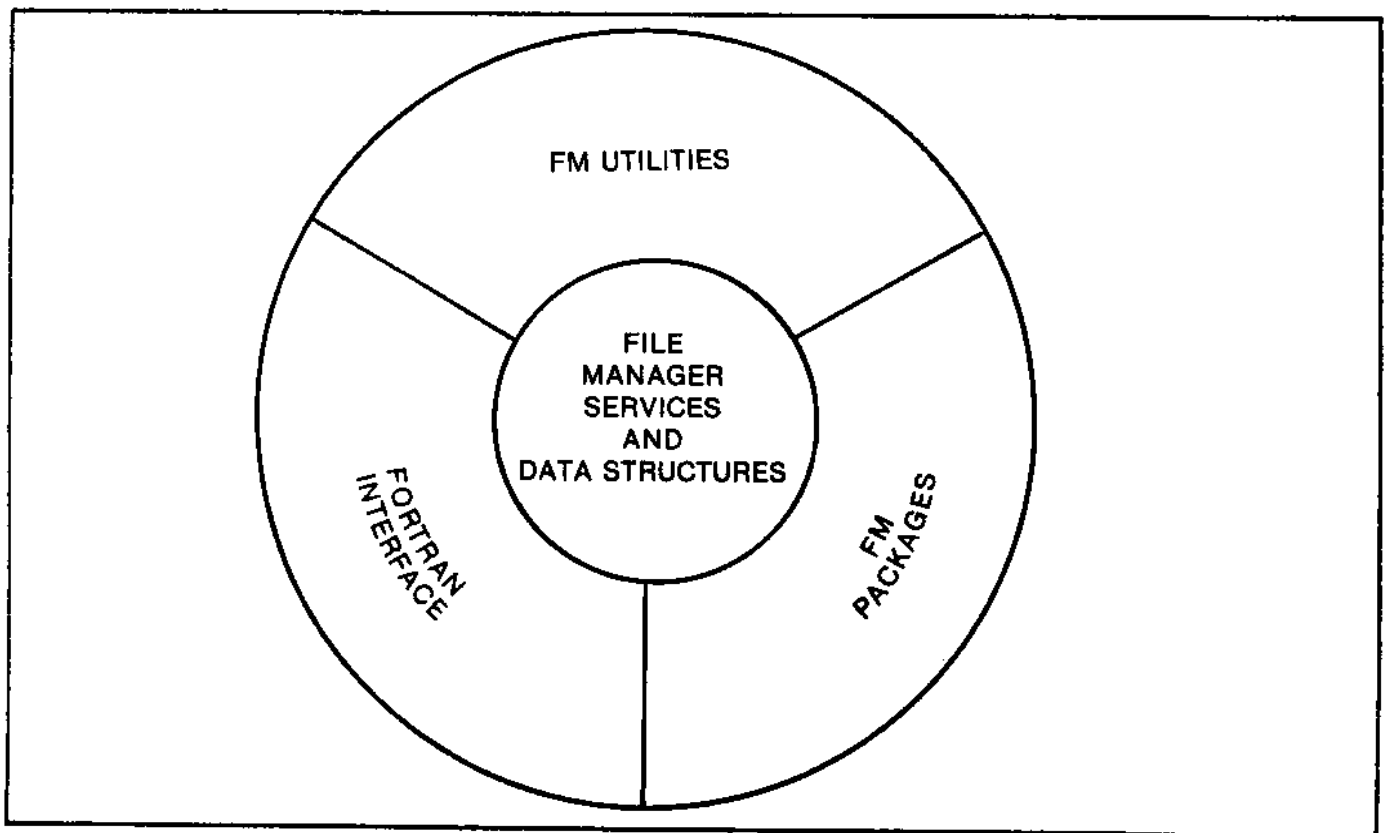 FM UTILITIES
FILE
MANAGER
SERVICES
AND
DATA STRUCTURES
FORTRAN
INTERFACE
FM
PACKAGES